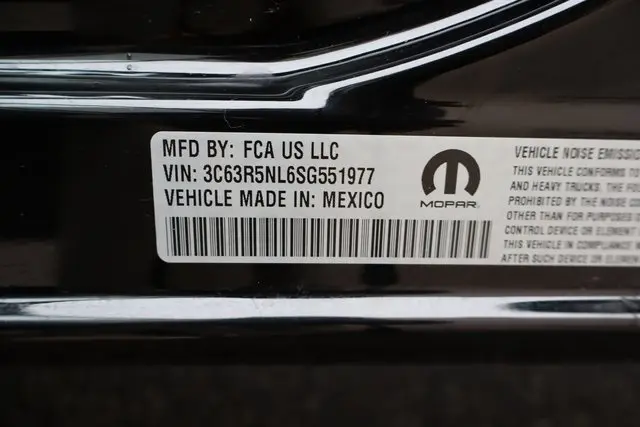 MFD BY: FCA US LLC
VIN: 3C63R5NL6SG551977
VEHICLE MADE IN: MEXICO
MOPAR
VEHICLE NOISE EMISSION
THIS VEHICLE CONFORMS TO
AND HEAVY TRUCKS. THE F
PROHIBITED BY THE NOISE
OTHER THAN FOR PURPOSES
CONTROL DEVICE OR ELEMENT
THIS VEHICLE IN COMPLIANCE
AFTER SUCH DEVICE OR ELEMEN